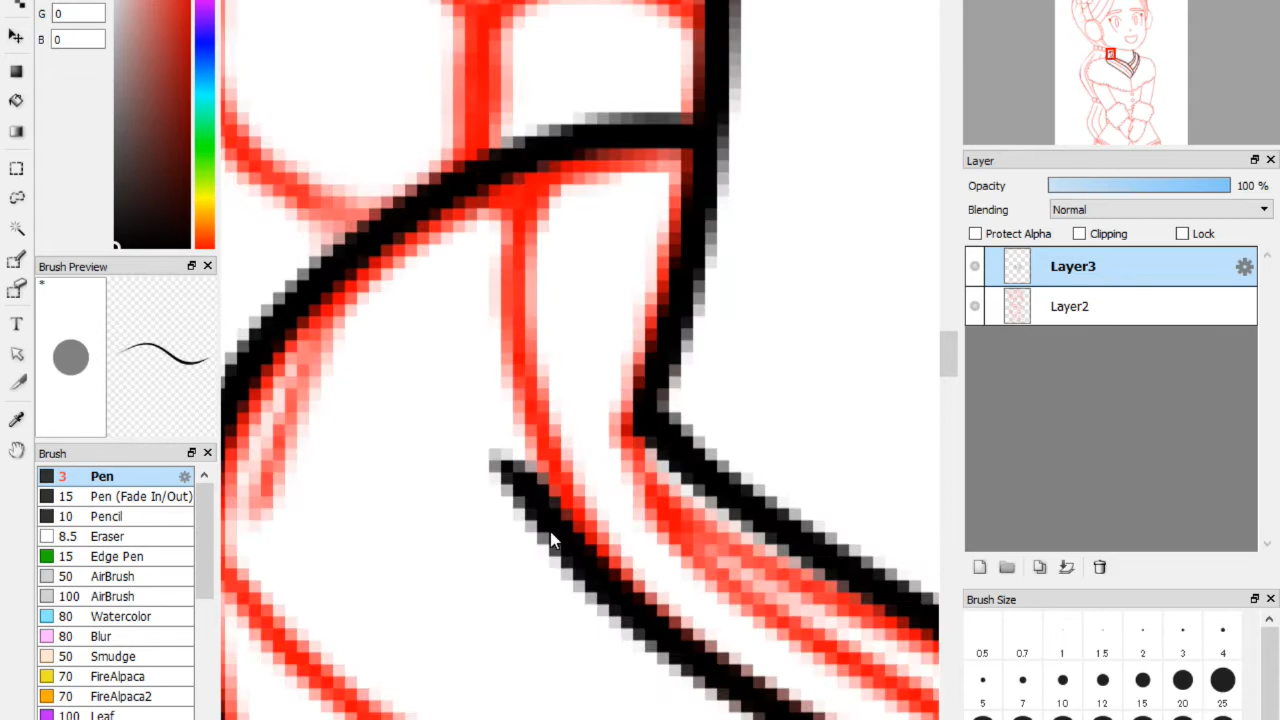 G 0
B 0
Brush Preview
*
Brush
3 Pen
15 Pen (Fade In/Out)
10 Pencil
8.5 Eraser
15 Edge Pen
50 AirBrush
100 AirBrush
80 Watercolor
80 Blur
50 Smudge
70 FireAlpaca
70 FireAlpaca2
100 Leaf
T
Layer
Opacity 100 %
Blending Normal
Protect Alpha Clipping Lock
Layer3
Layer2
Brush Size
0.5 0.7 1 1.5 2 3 4
5 7 10 12 15 20 25